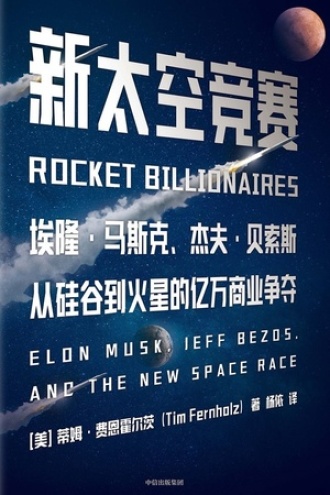 新太空竞赛
ROCKET BILLIONAIRES
埃隆·马斯克、杰夫·贝索斯
从硅谷到火星的亿万商业争夺
ELON MUSK, JEFF BEZOS,
AND THE NEW SPACE RACE
[美] 蒂姆·费恩霍尔茨 (Tim Fernholz) 著 杨依 译
中信出版集团